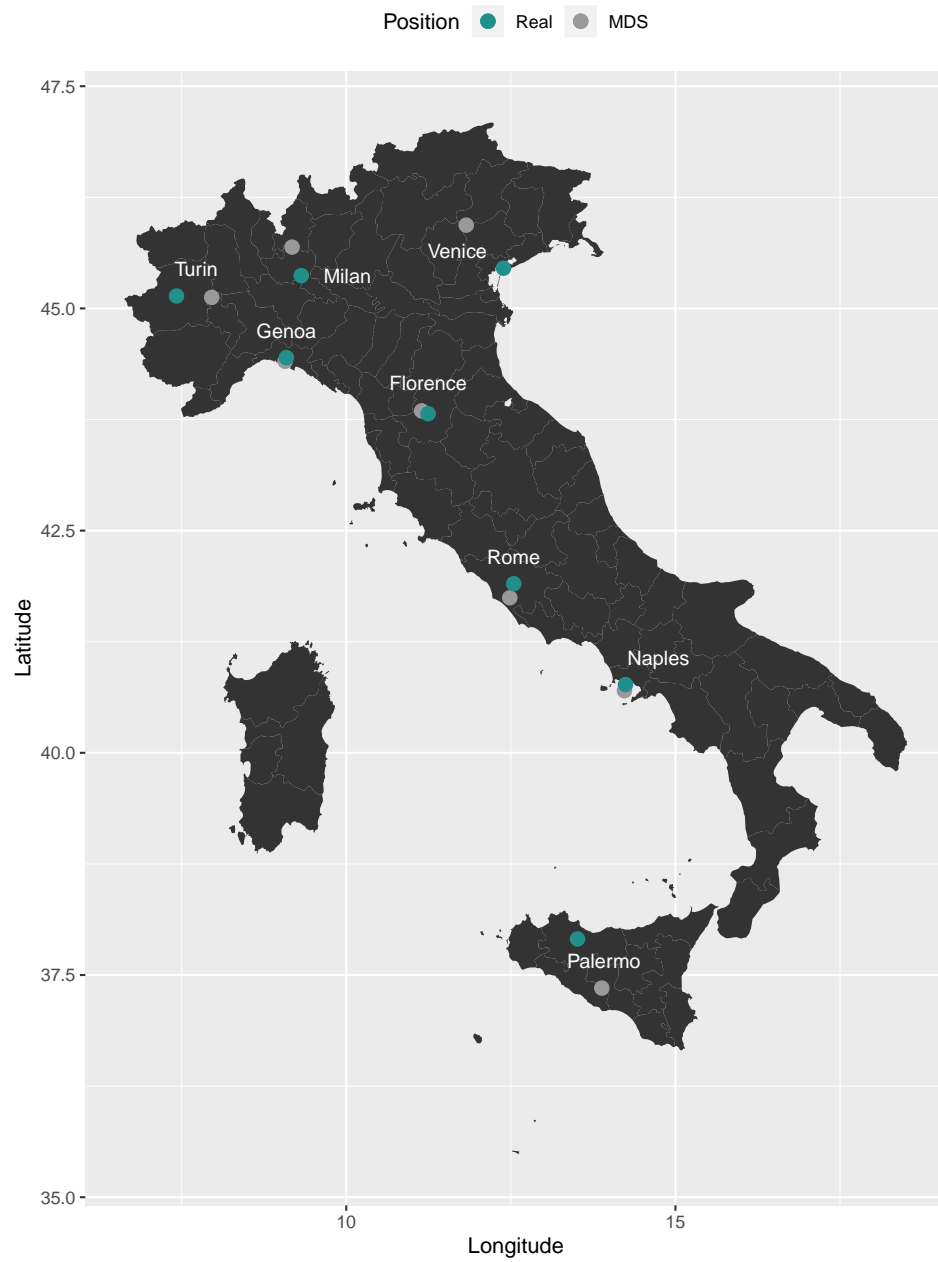 Position Real MDS
47.5
45.0
42.5
40.0
37.5
35.0
Latitude
Venice
Turin
Milan
Genoa
Florence
Rome
Naples
Palermo
10 15
Longitude